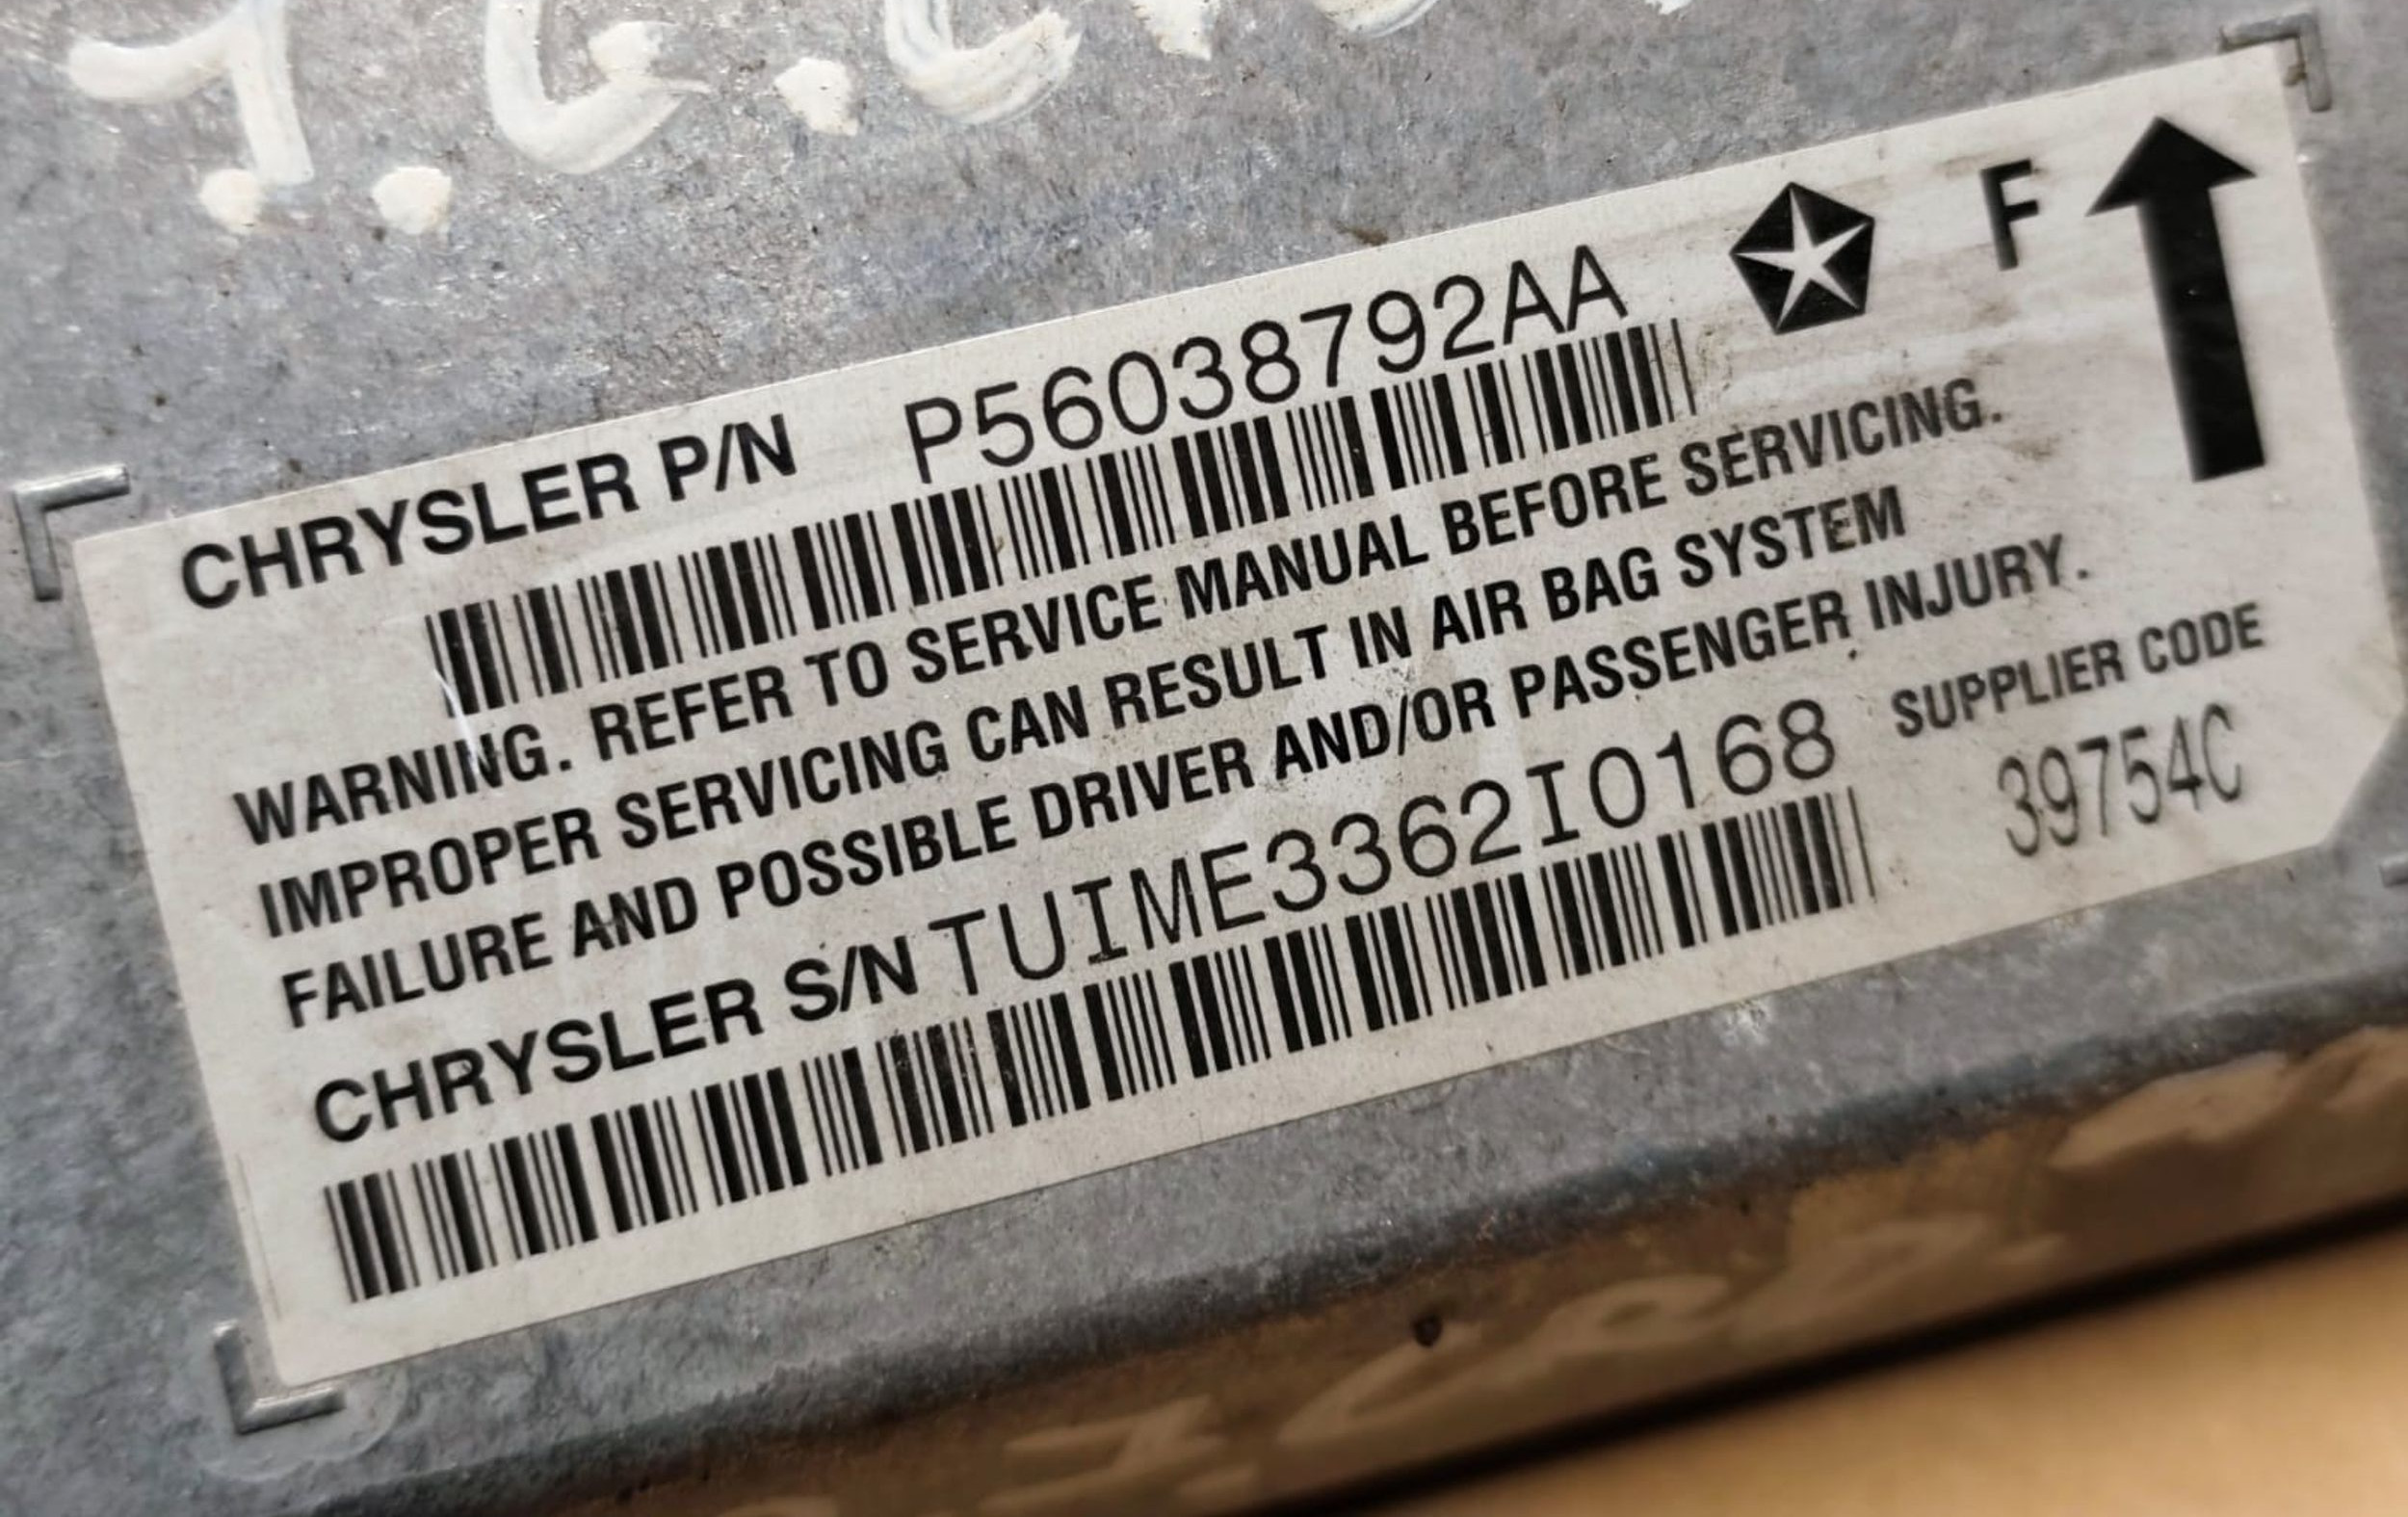 CHRYSLER P/N P56038792AA F
WARNING. REFER TO SERVICE MANUAL BEFORE SERVICING.
IMPROPER SERVICING CAN RESULT IN AIR BAG SYSTEM
FAILURE AND POSSIBLE DRIVER AND/OR PASSENGER INJURY.
CHRYSLER S/N TUIME3362I0168
SUPPLIER CODE
39754C